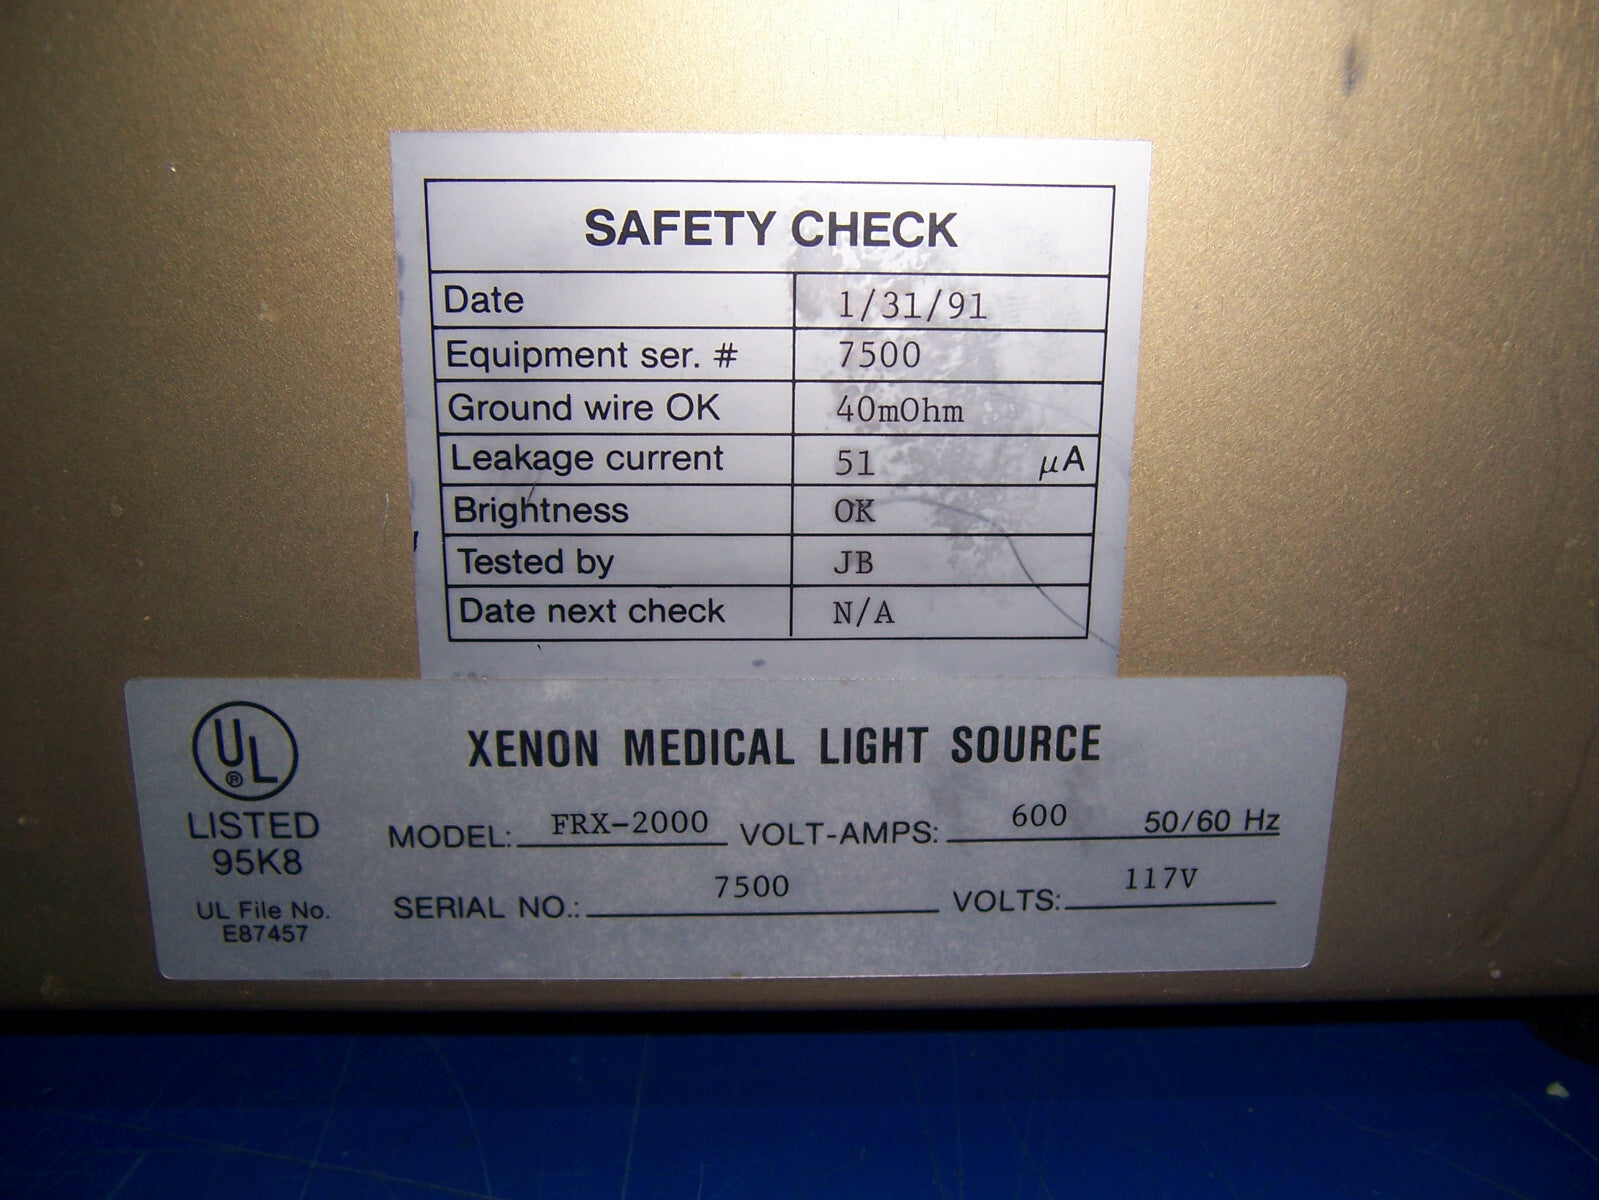 SAFETY CHECK
Date 1/31/91
Equipment ser. # 7500
Ground wire OK 40mOhm
Leakage current 51 μA
Brightness OK
Tested by JB
Date next check N/A
UL ®
LISTED
95K8
UL File No.
E87457
XENON MEDICAL LIGHT SOURCE
MODEL: FRX-2000 VOLT-AMPS: 600 50/60 Hz
SERIAL NO.: 7500 VOLTS: 117V